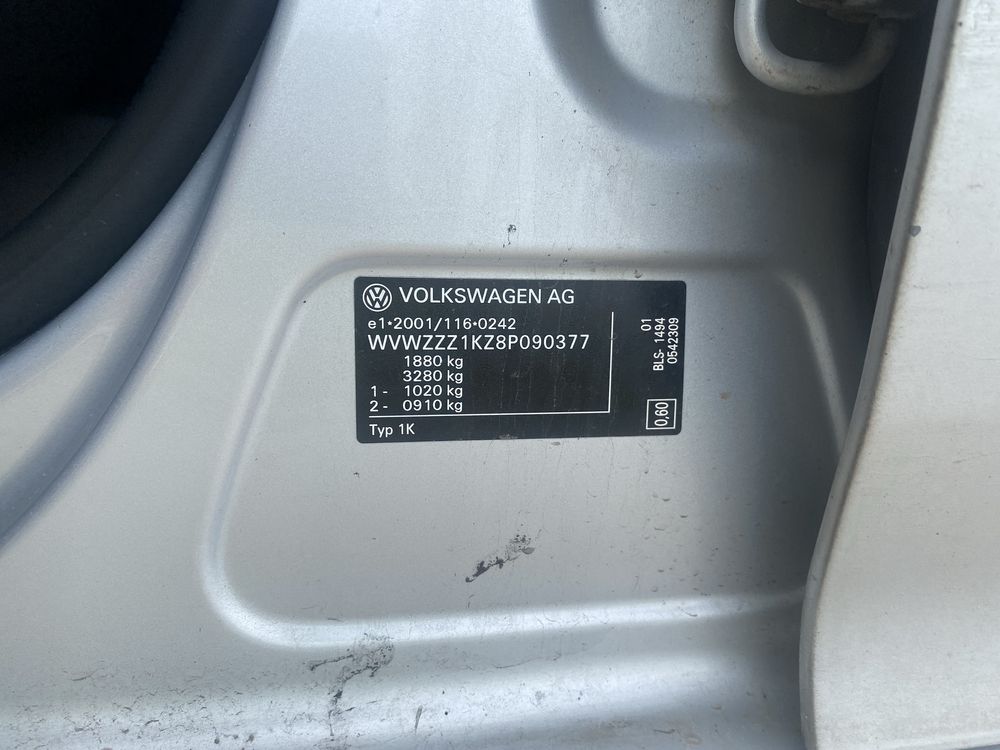 VOLKSWAGEN AG
e1*2001/116*0242
WVWZZZ1KZ8P090377
1880 kg
3280 kg
1 - 1020 kg
2 - 0910 kg
Typ 1K
01
BLS- 1494
0542309
0,60